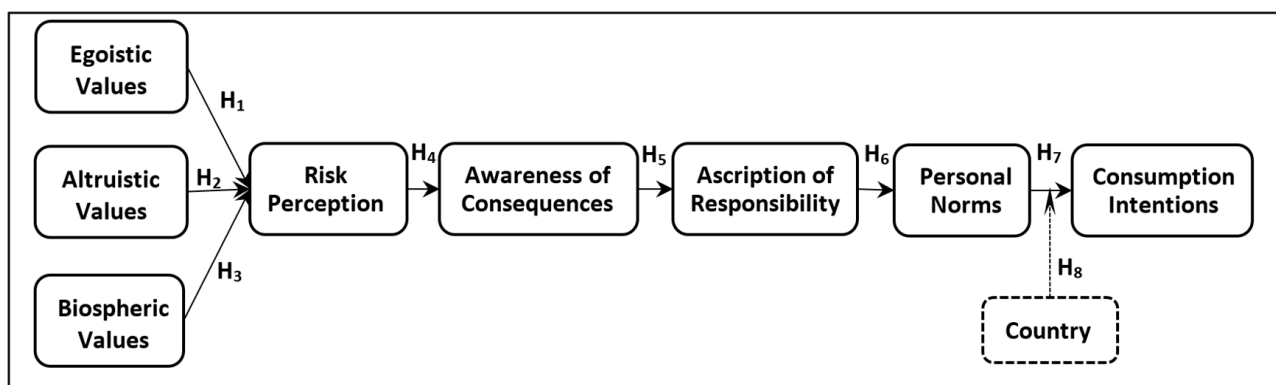 Egoistic
Values
H₁
Altruistic
Values
H₂
Biospheric
Values
H₃
Risk
Perception
H₄
Awareness of
Consequences
H₅
Ascription of
Responsibility
H₆
Personal
Norms
H₇
Consumption
Intentions
H₈
Country